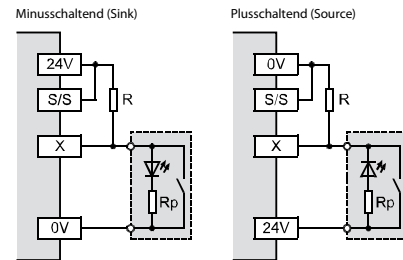 Minusschaltend (Sink)
24V
S/S
R
X
Rp
0V
Plusschaltend (Source)
0V
S/S
R
X
Rp
24V